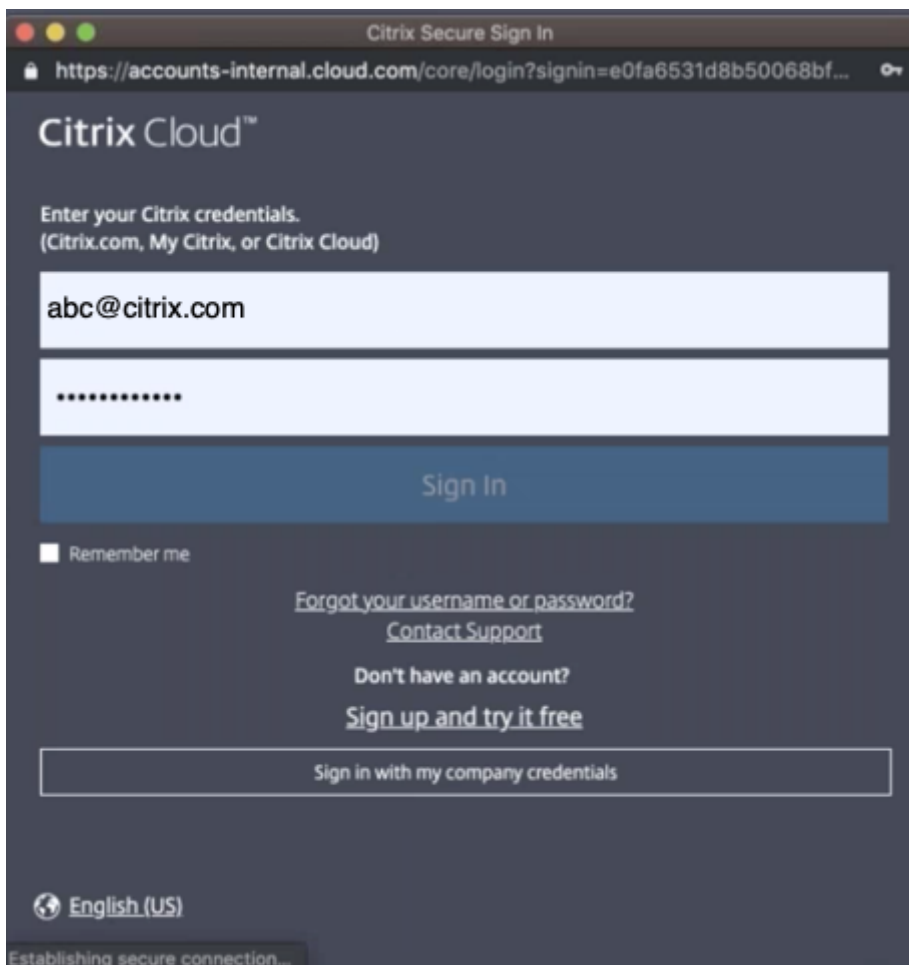 Citrix Secure Sign In
https://accounts-internal.cloud.com/core/login?signin=e0fa6531d8b50068bf...
Citrix Cloud™
Enter your Citrix credentials.
(Citrix.com, My Citrix, or Citrix Cloud)
abc@citrix.com
••••••••••••
Sign In
Remember me
Forgot your username or password?
Contact Support
Don't have an account?
Sign up and try it free
Sign in with my company credentials
English (US)
Establishing secure connection...